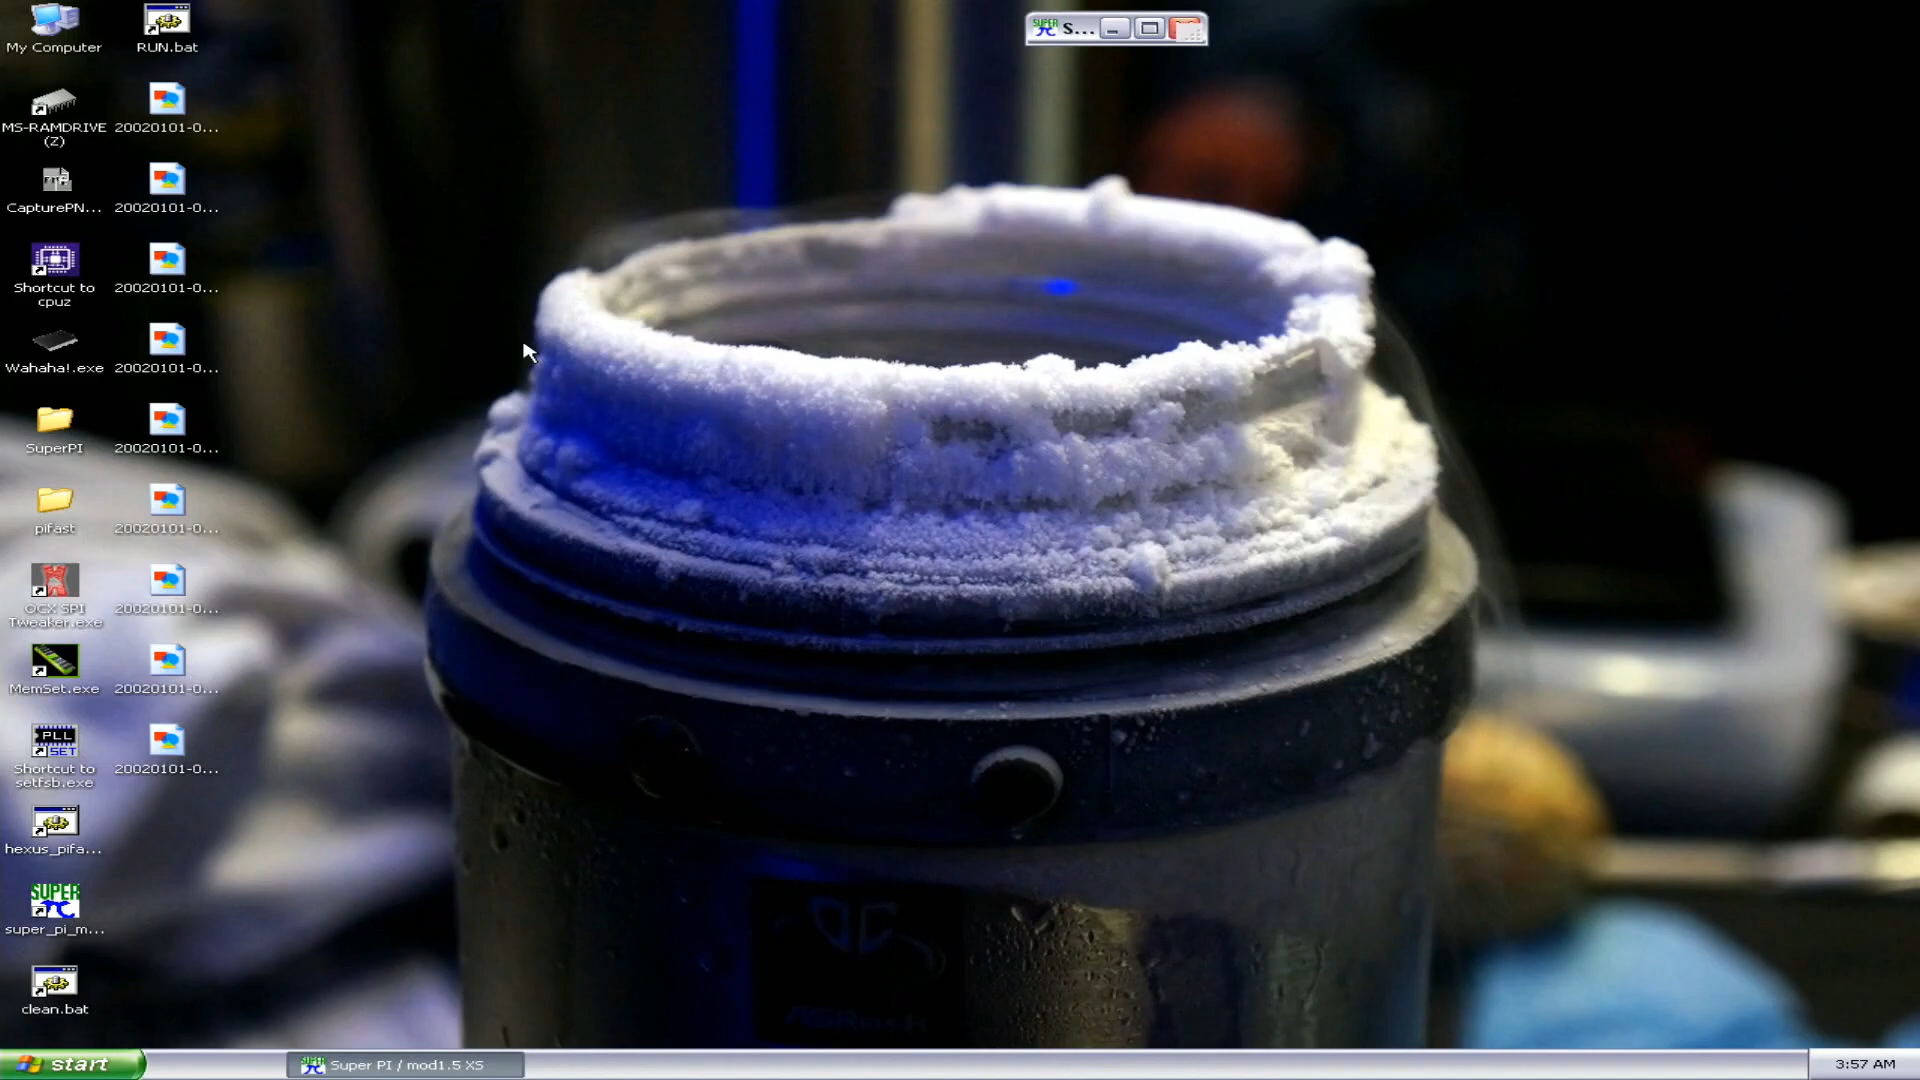 My Computer
RUN.bat
MS-RAMDRIVE
(Z)
20020101-0...
CapturePN...
20020101-0...
Shortcut to
cpuz
20020101-0...
Wahaha!.exe
20020101-0...
SuperPI
20020101-0...
pifast
20020101-0...
OCX SPI
Tweaker.exe
20020101-0...
MemSet.exe
20020101-0...
PLL
SET
Shortcut to
setfsb.exe
20020101-0...
hexus_pifa...
SUPER
super_pi_m...
clean.bat
SUPER
S...
start
SUPER
Super PI / mod1.5 XS
3:57 AM